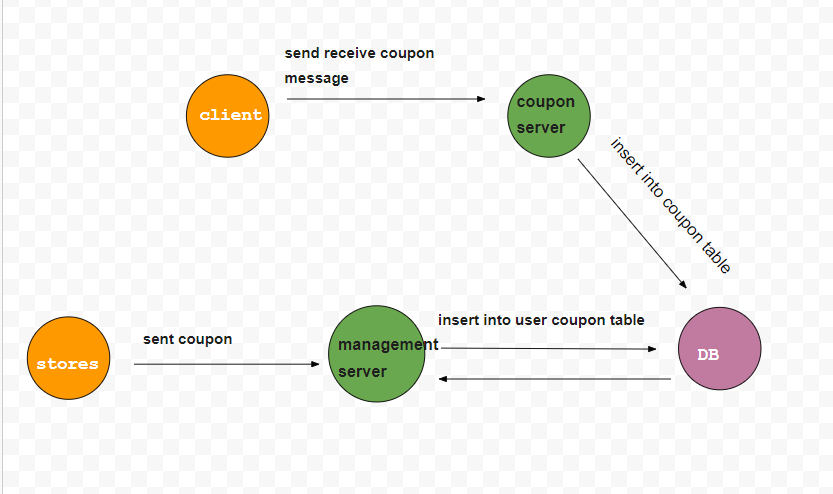 send receive coupon
message
client
coupon
server
insert into coupon table
stores
sent coupon
management
server
insert into user coupon table
DB